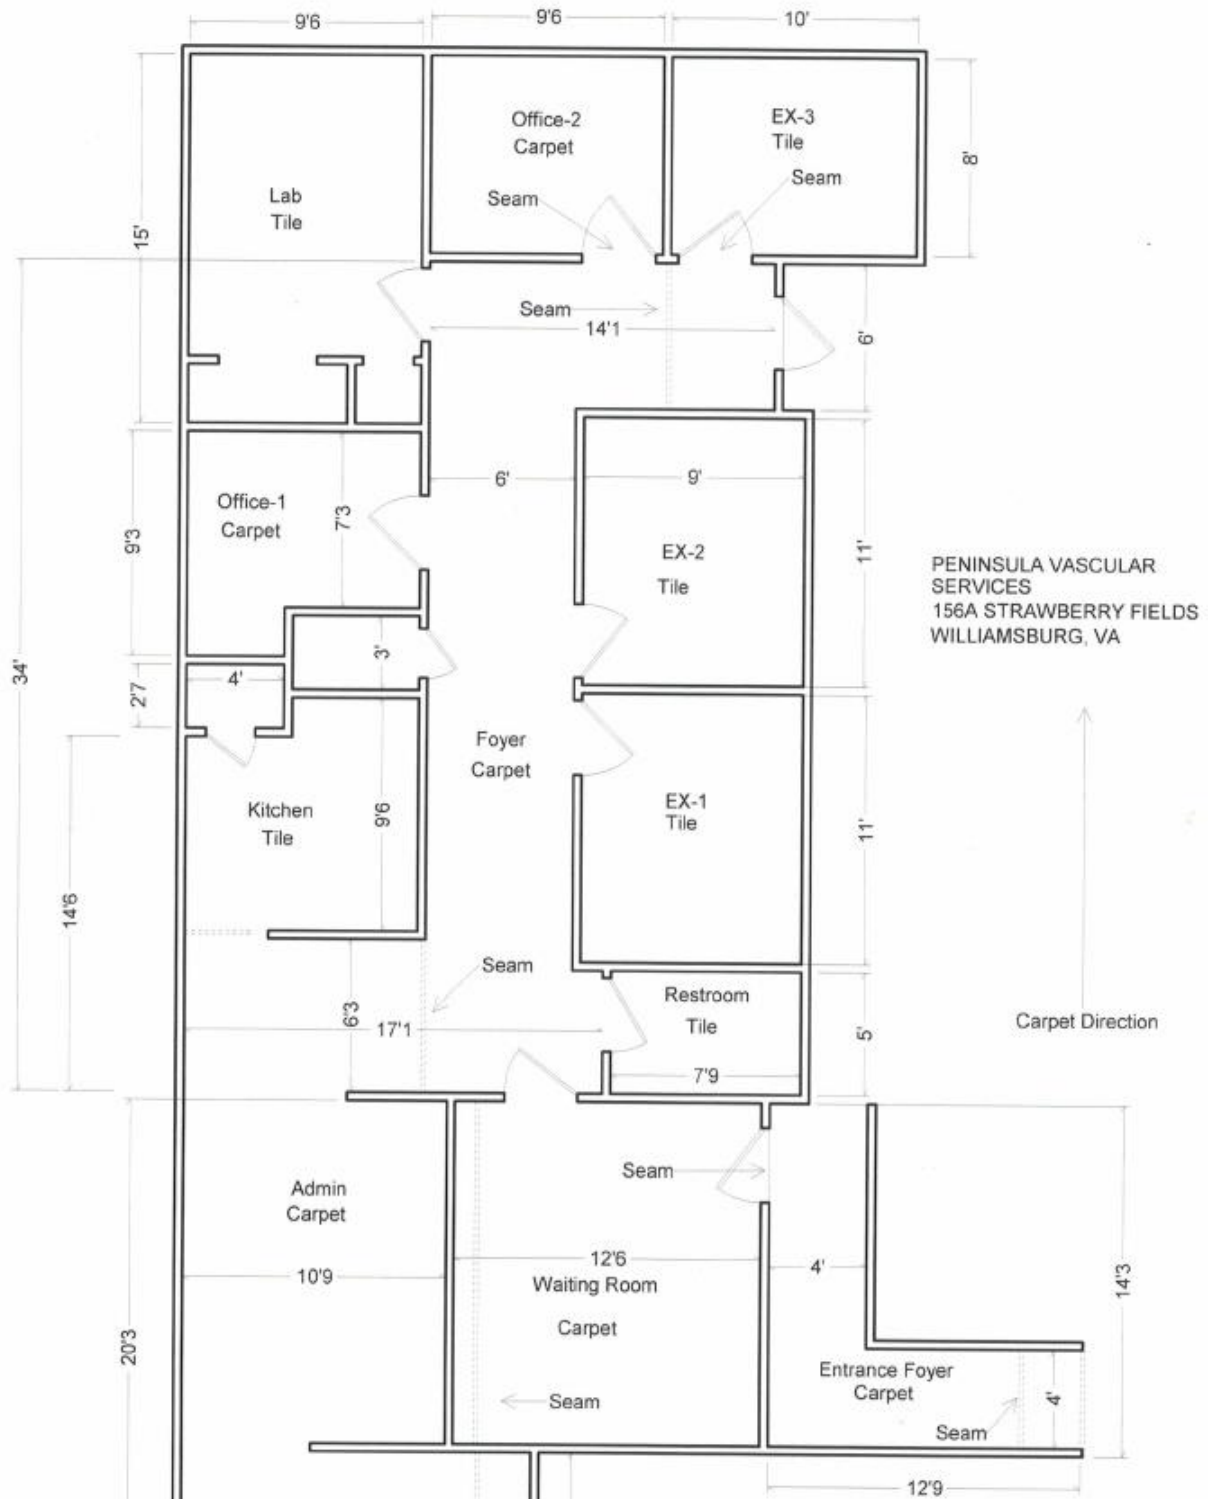 9'6
9'6
10'
Office-2
Carpet
EX-3
Tile
8'
Seam
Seam
Lab
Tile
15'
Seam
14'1
6'
6'
9'
Office-1
Carpet
7'3
9'3
EX-2
Tile
11'
PENINSULA VASCULAR
SERVICES
156A STRAWBERRY FIELDS
WILLIAMSBURG, VA
34'
3'
4'
2'7
Foyer
Carpet
Kitchen
Tile
9'6
EX-1
Tile
11'
14'6
Seam
Restroom
Tile
6'3
17'1
7'9
5'
Carpet Direction
Seam
Admin
Carpet
12'6
Waiting Room
Carpet
10'9
4'
14'3
20'3
Entrance Foyer
Carpet
4'
Seam
Seam
12'9